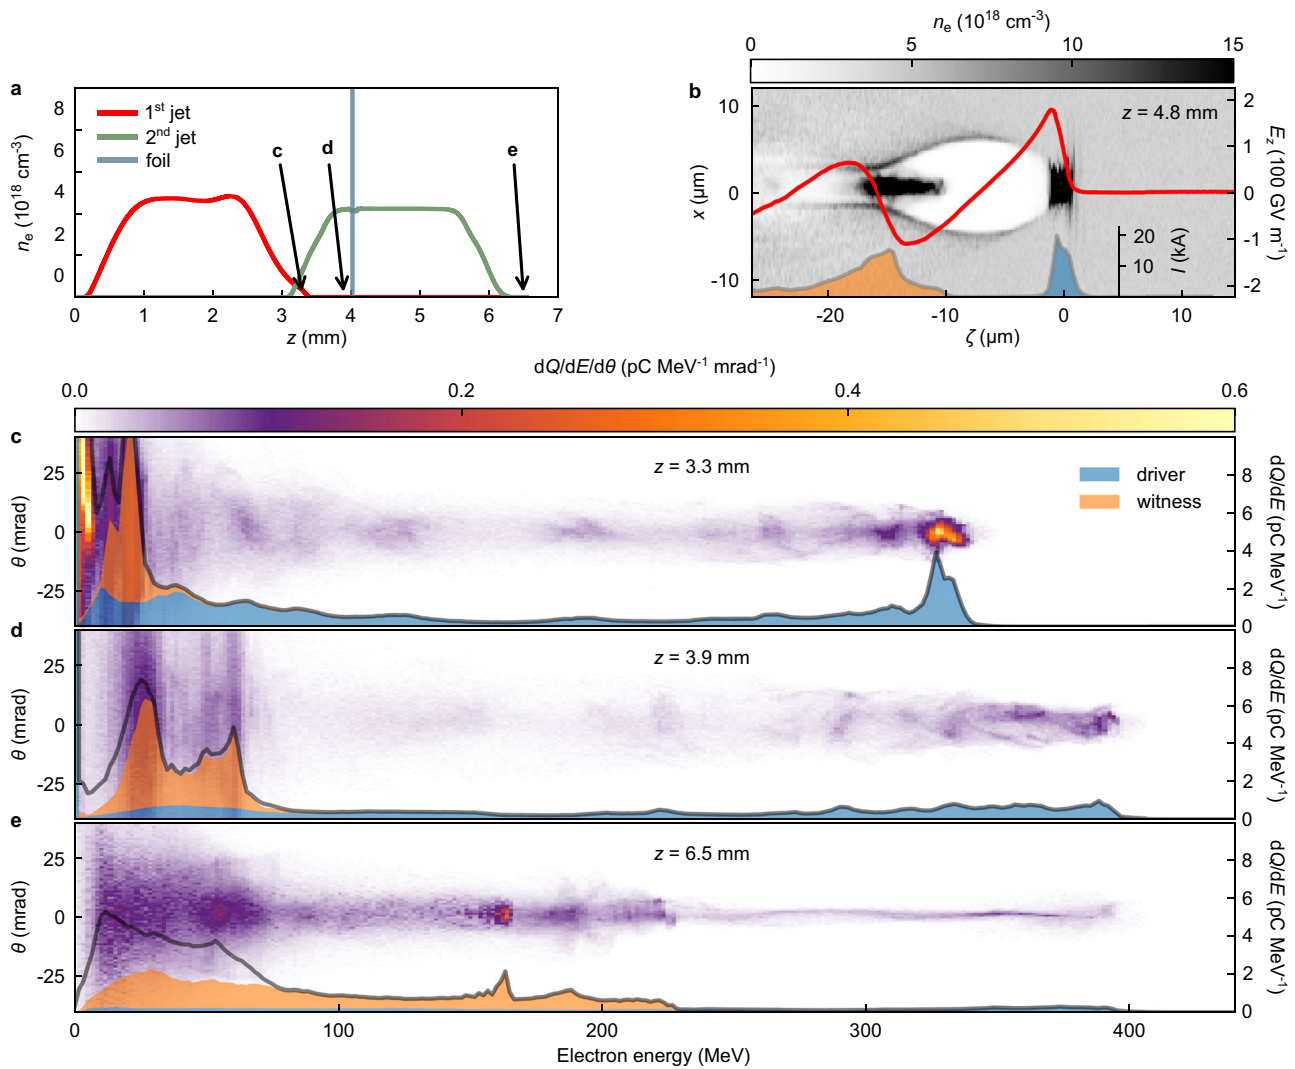 a
1st jet
2nd jet
foil
c
d
e
8
6
4
2
0
ne (10^18 cm^-3)
0 1 2 3 4 5 6 7
z (mm)
ne (10^18 cm^-3)
0 5 10 15
b
z = 4.8 mm
10
0
-10
x (μm)
2
1
0
-1
-2
Ez (100 GV m^-1)
20
10
I (kA)
-20 -10 0 10
ζ (μm)
dQ/dE/dθ (pC MeV^-1 mrad^-1)
0.0 0.2 0.4 0.6
c
z = 3.3 mm
driver
witness
25
0
-25
θ (mrad)
8
6
4
2
0
dQ/dE (pC MeV^-1)
d
z = 3.9 mm
25
0
-25
θ (mrad)
8
6
4
2
0
dQ/dE (pC MeV^-1)
e
z = 6.5 mm
25
0
-25
θ (mrad)
8
6
4
2
0
dQ/dE (pC MeV^-1)
0 100 200 300 400
Electron energy (MeV)